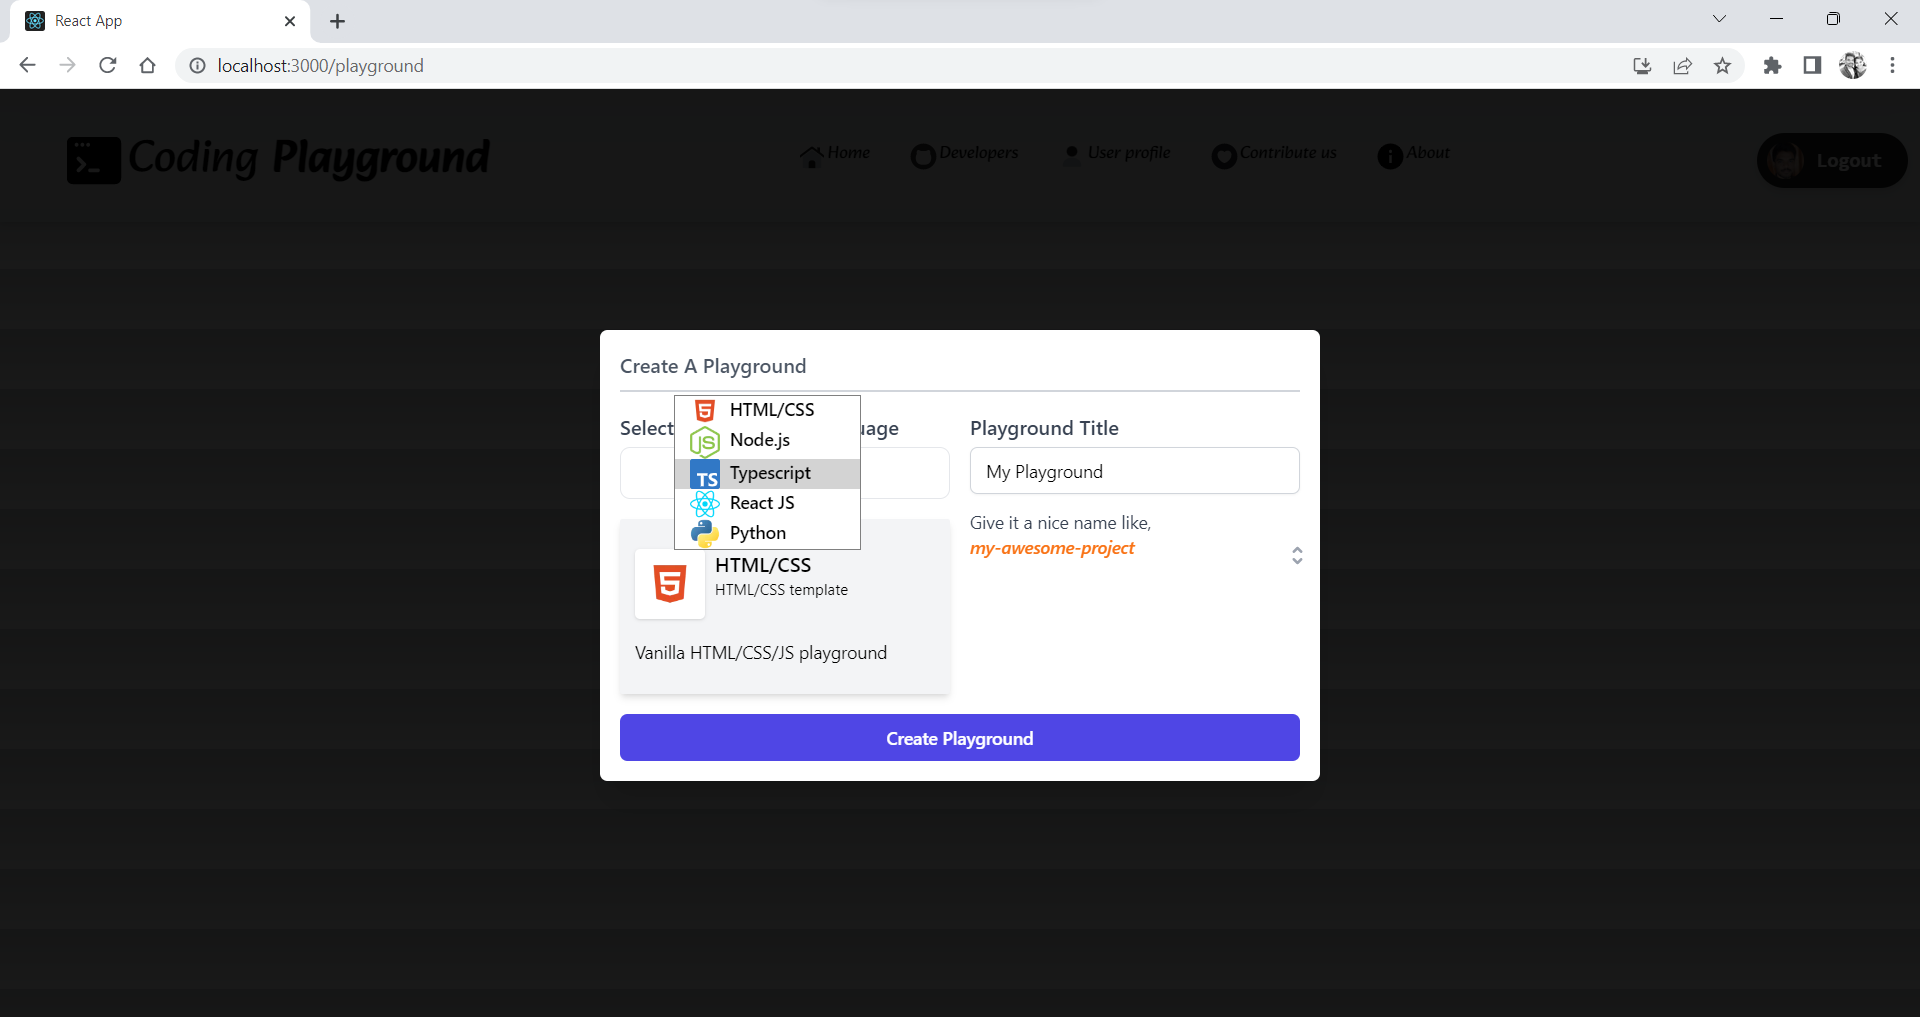 React App
localhost:3000/playground
Coding Playground
Home
Developers
User profile
Contribute us
About
Logout
Create A Playground
Select
uage
Playground Title
HTML/CSS
Node.js
TS
Typescript
React JS
Python
My Playground
Give it a nice name like,
my-awesome-project
HTML/CSS
HTML/CSS template
Vanilla HTML/CSS/JS playground
Create Playground